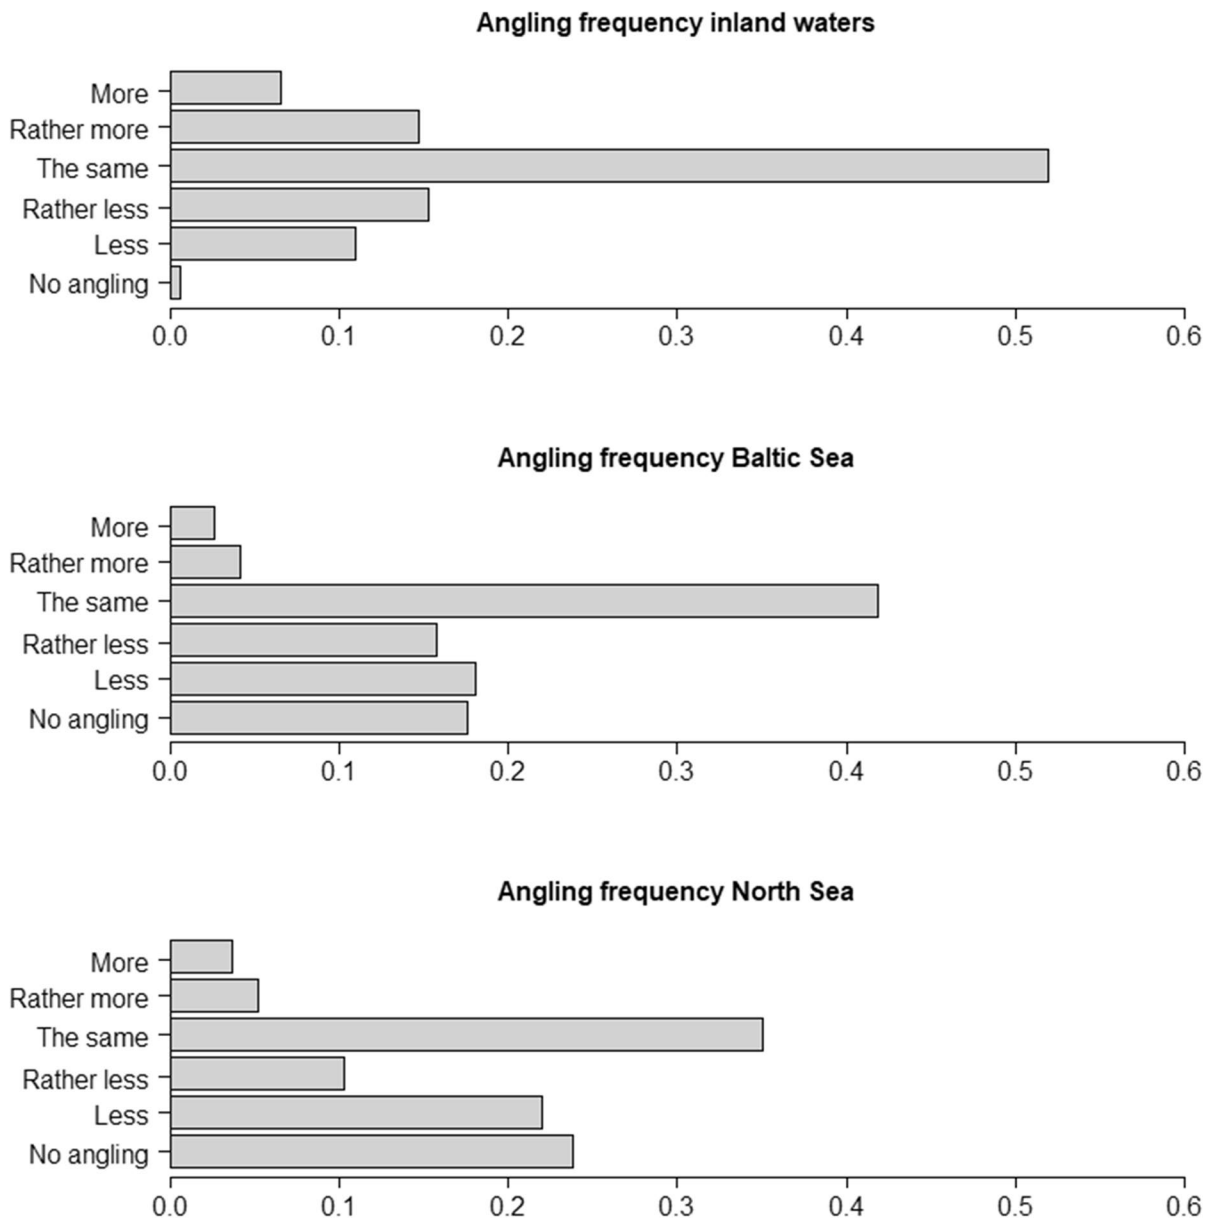 Angling frequency inland waters
More
Rather more
The same
Rather less
Less
No angling
0.0 0.1 0.2 0.3 0.4 0.5 0.6
Angling frequency Baltic Sea
More
Rather more
The same
Rather less
Less
No angling
0.0 0.1 0.2 0.3 0.4 0.5 0.6
Angling frequency North Sea
More
Rather more
The same
Rather less
Less
No angling
0.0 0.1 0.2 0.3 0.4 0.5 0.6